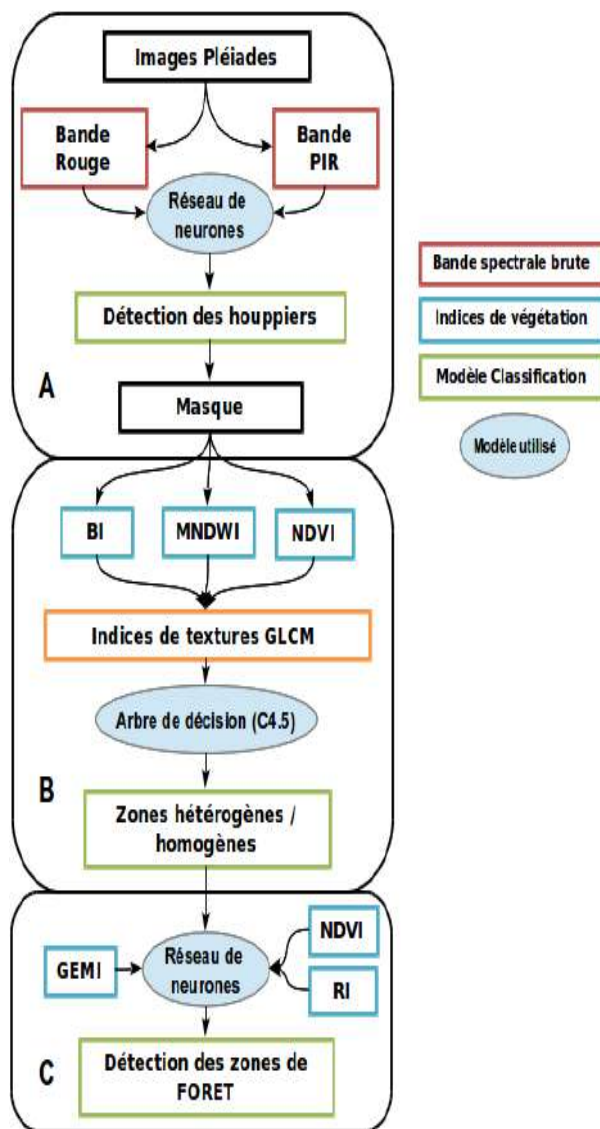 Images Pléiades
Bande
Rouge
Bande
PIR
Réseau de
neurones
Détection des houppiers
A
Masque
BI
MNDWI
NDVI
Indices de textures GLCM
Arbre de décision (C4.5)
B
Zones hétérogènes /
homogènes
NDVI
GEMI
Réseau de
neurones
RI
C
Détection des zones de
FORET
Bande spectrale brute
Indices de végétation
Modèle Classification
Modèle utilisé